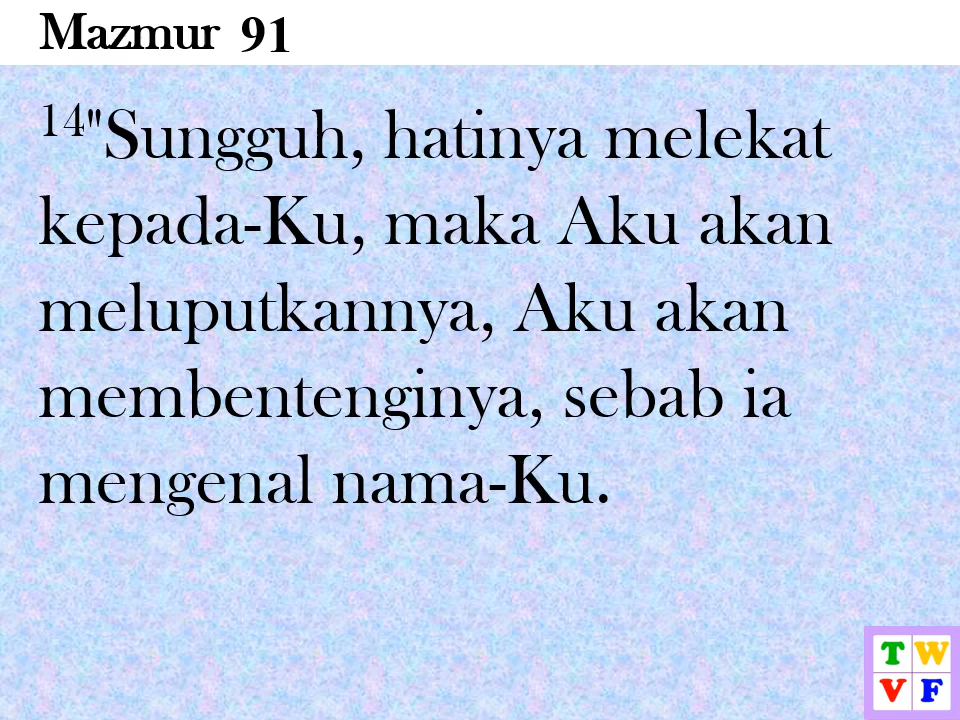 Mazmur 91
14"Sungguh, hatinya melekat
kepada-Ku, maka Aku akan
meluputkannya, Aku akan
membentenginya, sebab ia
mengenal nama-Ku.
T W
V F